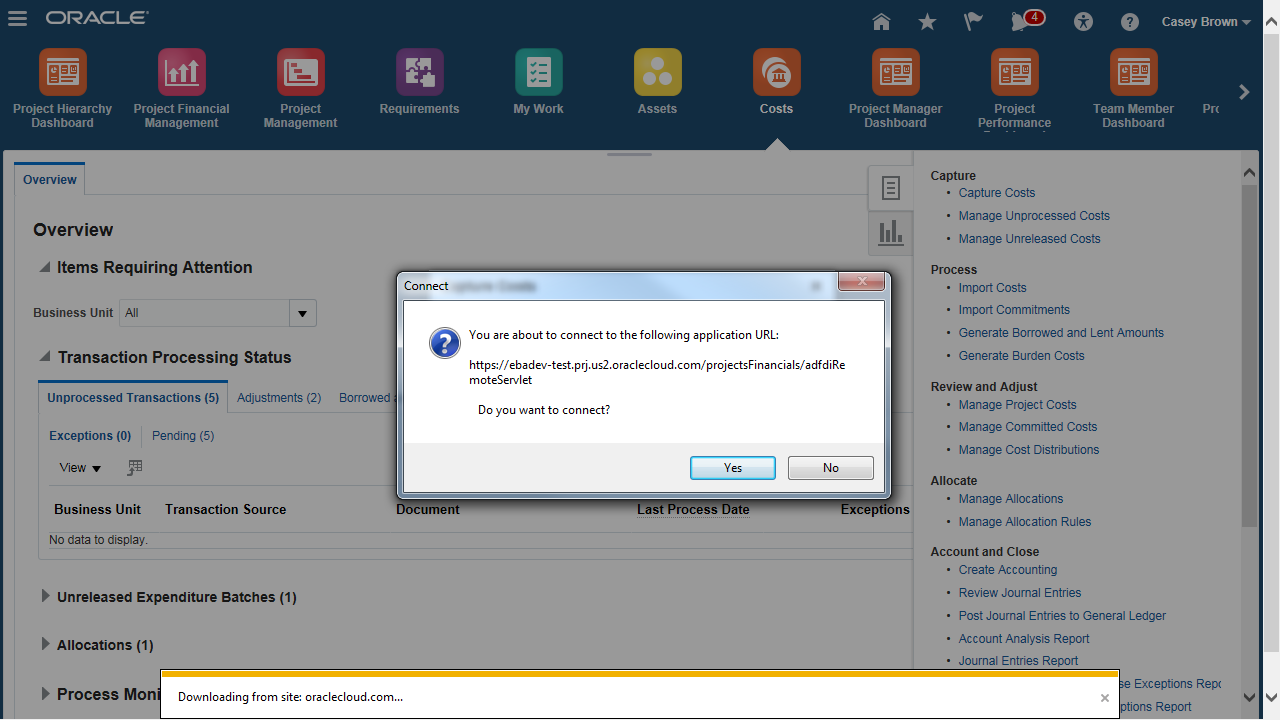 ORACLE
4
Casey Brown
Project Hierarchy Dashboard
Project Financial Management
Project Management
Requirements
My Work
Assets
Costs
Project Manager Dashboard
Project Performance
Team Member Dashboard
Overview
Overview
Items Requiring Attention
Business Unit All
Transaction Processing Status
Unprocessed Transactions (5) Adjustments (2) Borrowed
Exceptions (0) Pending (5)
View
Business Unit Transaction Source Document Last Process Date Exceptions
No data to display.
Unreleased Expenditure Batches (1)
Allocations (1)
Connect
You are about to connect to the following application URL:
https://ebadev-test.prj.us2.oraclecloud.com/projectsFinancials/adfdiRe
moteServlet
Do you want to connect?
Yes No
Capture
• Capture Costs
• Manage Unprocessed Costs
• Manage Unreleased Costs
Process
• Import Costs
• Import Commitments
• Generate Borrowed and Lent Amounts
• Generate Burden Costs
Review and Adjust
• Manage Project Costs
• Manage Committed Costs
• Manage Cost Distributions
Allocate
• Manage Allocations
• Manage Allocation Rules
Account and Close
• Create Accounting
• Review Journal Entries
• Post Journal Entries to General Ledger
• Account Analysis Report
• Journal Entries Report
Exceptions
Report
Process
Downloading from site: oraclecloud.com...